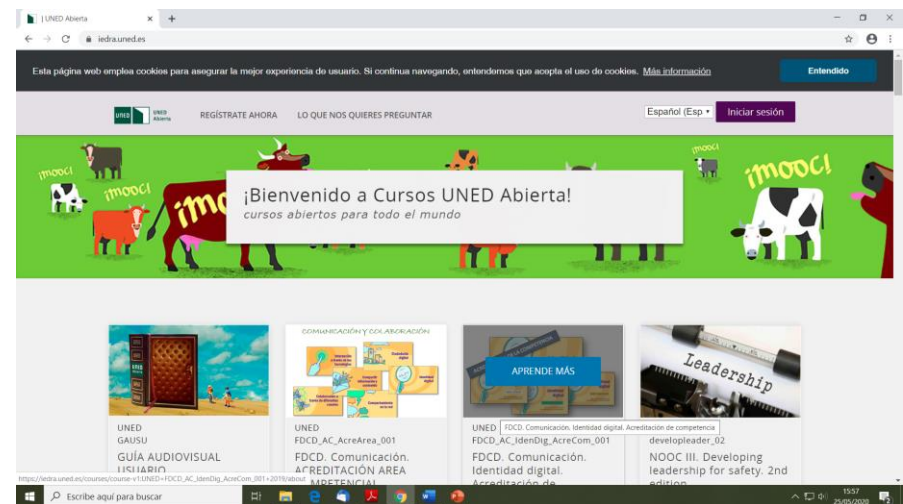 | UNED Abierta
iedra.uned.es
Esta página web emplea cookies para asegurar la mejor experiencia de usuario. Si continua navegando, entendemos que acepta el uso de cookies. Más información
Entendido
UNED
UNED
Abierta
REGÍSTRATE AHORA
LO QUE NOS QUIERES PREGUNTAR
Español (Esp
Iniciar sesión
¡MOOC!
¡MOOC!
¡mo
¡MOOC!
¡MOOC!
¡Bienvenido a Cursos UNED Abierta!
cursos abiertos para todo el mundo
COMUNICACIÓN Y COLABORACIÓN
APRENDE MÁS
Leadership
UNED
GAUSU
GUÍA AUDIOVISUAL
USUARIO
UNED
FDCD_AC_AcreArea_001
FDCD. Comunicación.
ACREDITACIÓN AREA
MPETENCIAL
UNED
FDCD. Comunicación. Identidad digital. Acreditación de competencia
FDCD_AC_IdenDig_AcreCom_001
FDCD. Comunicación.
Identidad digital.
Acreditación de
developleader_02
NOOC III. Developing
leadership for safety. 2nd
edition
https://iedra.uned.es/courses/course-v1:UNED+FDCD_AC_IdenDig_AcreCom_001+2019/about
Escribe aquí para buscar
15:57
25/05/2020